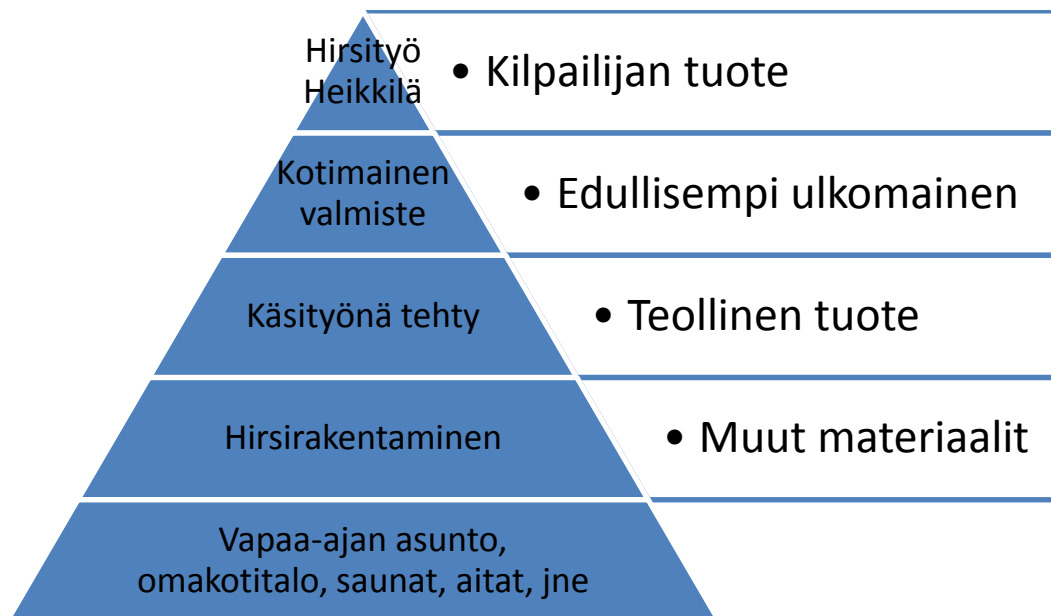 Hirsityö
Heikkilä
• Kilpailijan tuote
Kotimainen
valmiste
• Edullisempi ulkomainen
Käsityönä tehty
• Teollinen tuote
Hirsirakentaminen
• Muut materiaalit
Vapaa-ajan asunto,
omakotitalo, saunat, aitat, jne